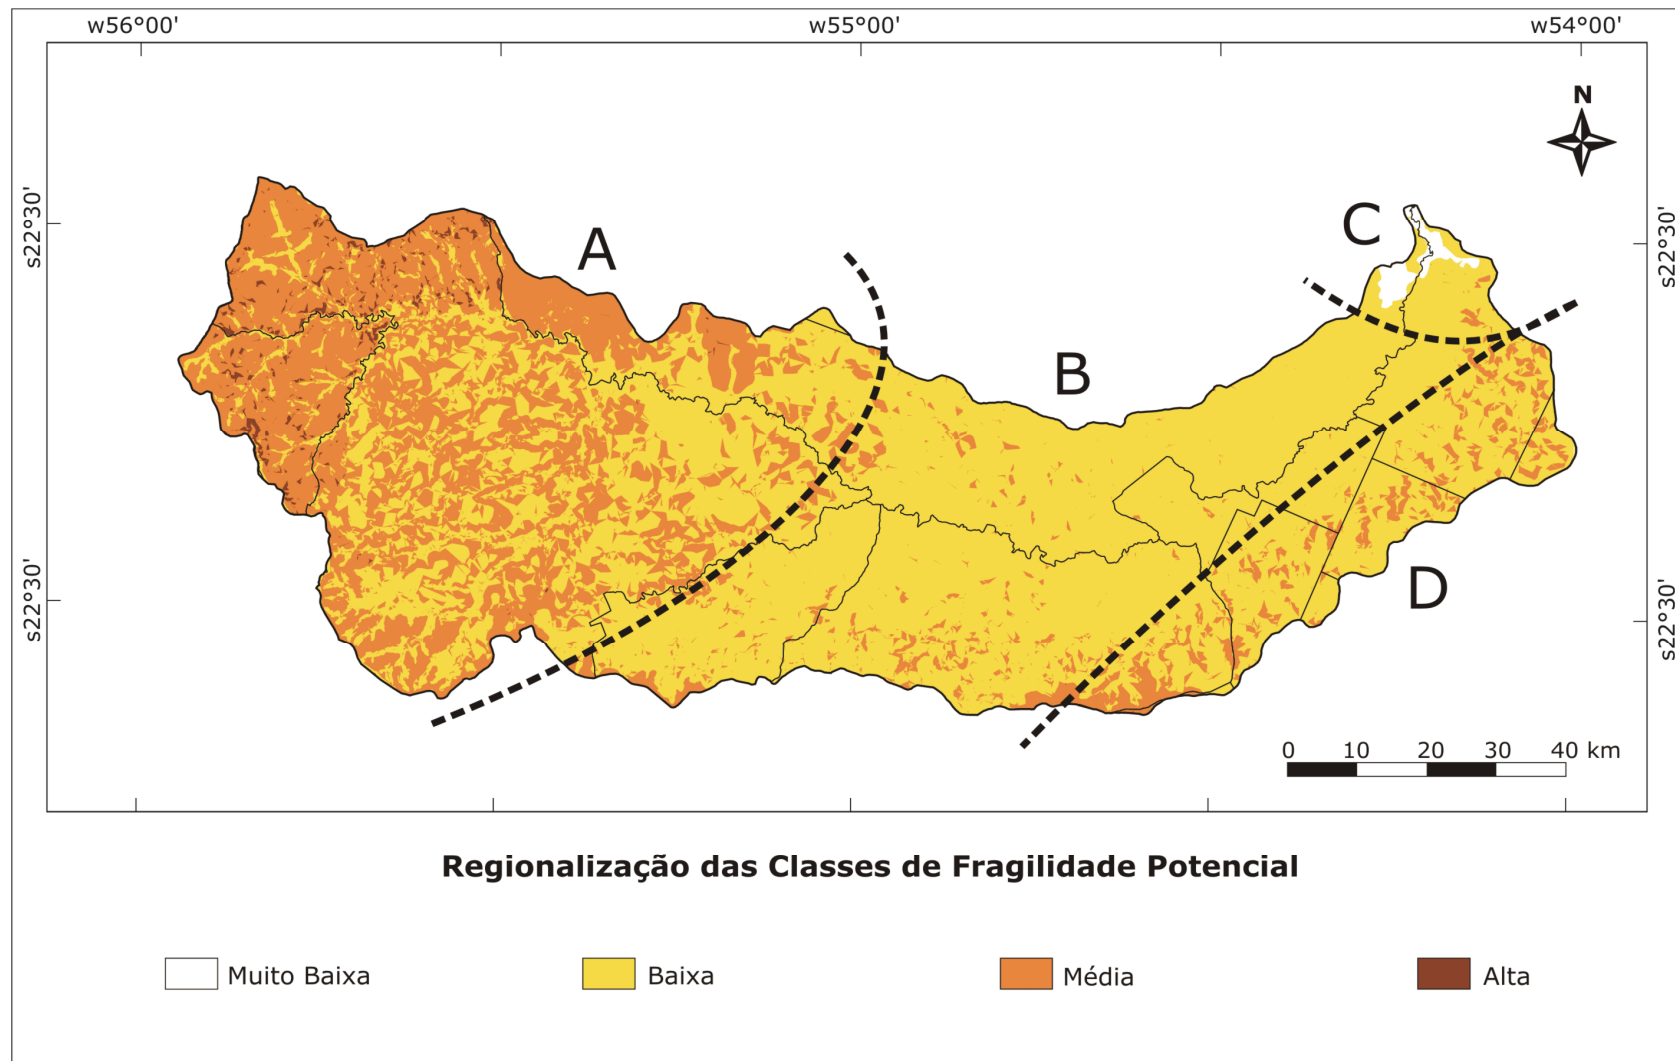 w56°00'
w55°00'
w54°00'
N
s22°30'
s22°30'
A
B
C
D
s22°30'
s22°30'
0 10 20 30 40 km
Regionalização das Classes de Fragilidade Potencial
Muito Baixa
Baixa
Média
Alta